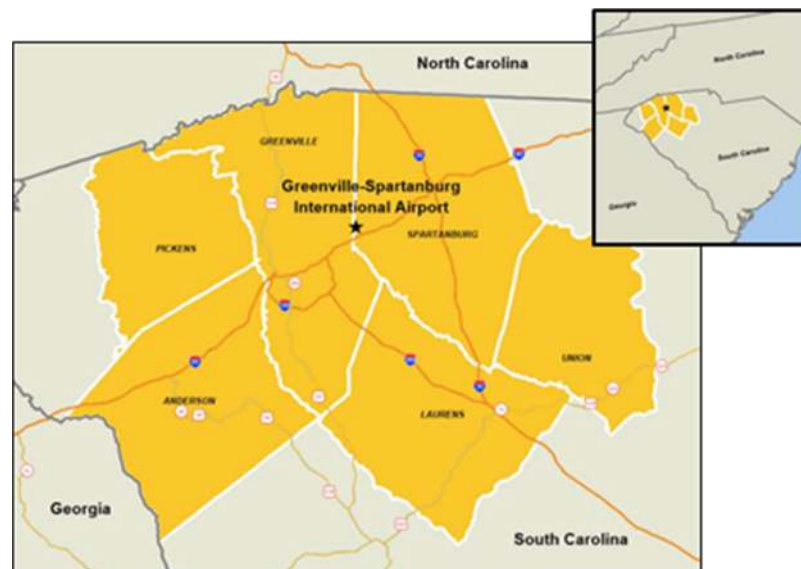 North Carolina
GREENVILLE
Greenville-Spartanburg
International Airport
SPARTANBURG
PICKENS
UNION
ANDERSON
LAURENS
Georgia
South Carolina
North Carolina
South Carolina
Georgia